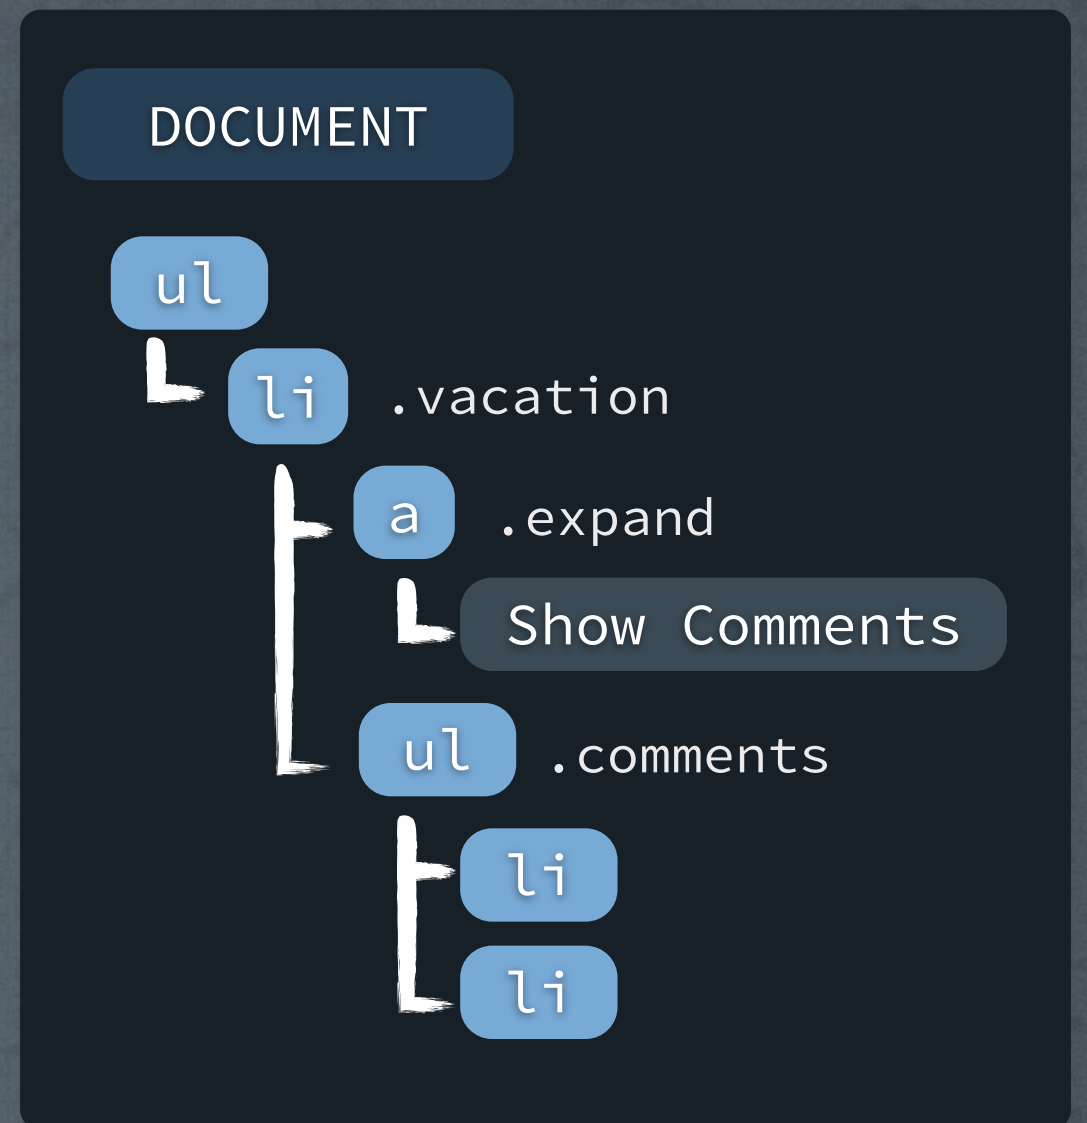 DOCUMENT
ul
li .vacation
a .expand
Show Comments
ul .comments
li
li